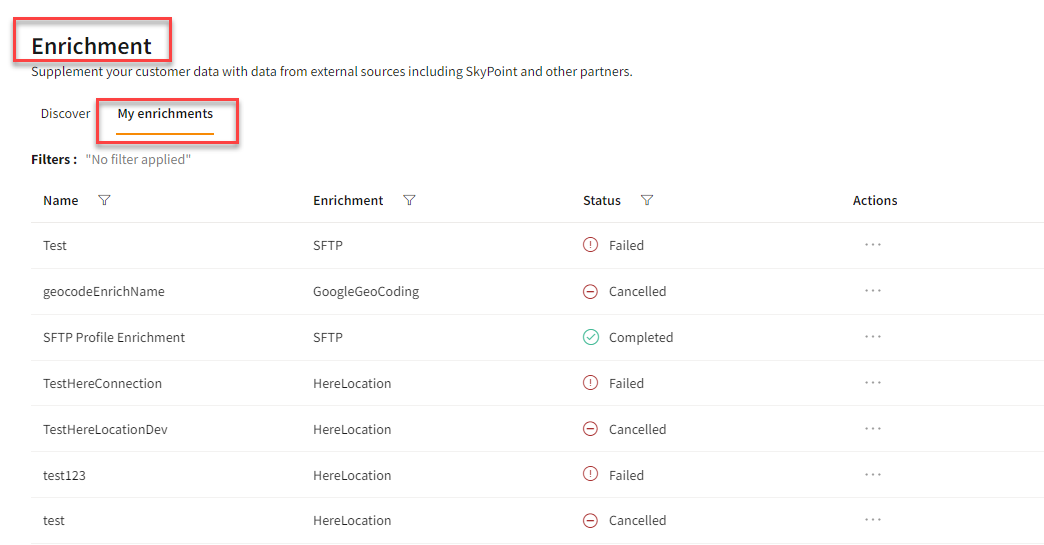 Enrichment
Supplement your customer data with data from external sources including SkyPoint and other partners.
Discover My enrichments
Filters : "No filter applied"
Name Enrichment Status Actions
Test SFTP Failed ...
geocodeEnrichName GoogleGeoCoding Cancelled ...
SFTP Profile Enrichment SFTP Completed ...
TestHereConnection HereLocation Failed ...
TestHereLocationDev HereLocation Cancelled ...
test123 HereLocation Failed ...
test HereLocation Cancelled ...